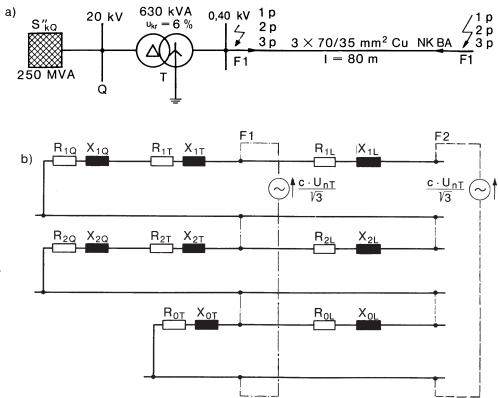 a)
S″kQ
250 MVA
20 kV
Q
630 kVA
ukr = 6 %
T
0,40 kV
1 p
2 p
3 p
F1
3 × 70/35 mm² Cu NKBA
l = 80 m
1 p
2 p
3 p
F1
b)
R1Q X1Q R1T X1T F1 R1L X1L F2
c · UnT
√3
c · UnT
√3
R2Q X2Q R2T X2T R2L X2L
R0T X0T R0L X0L